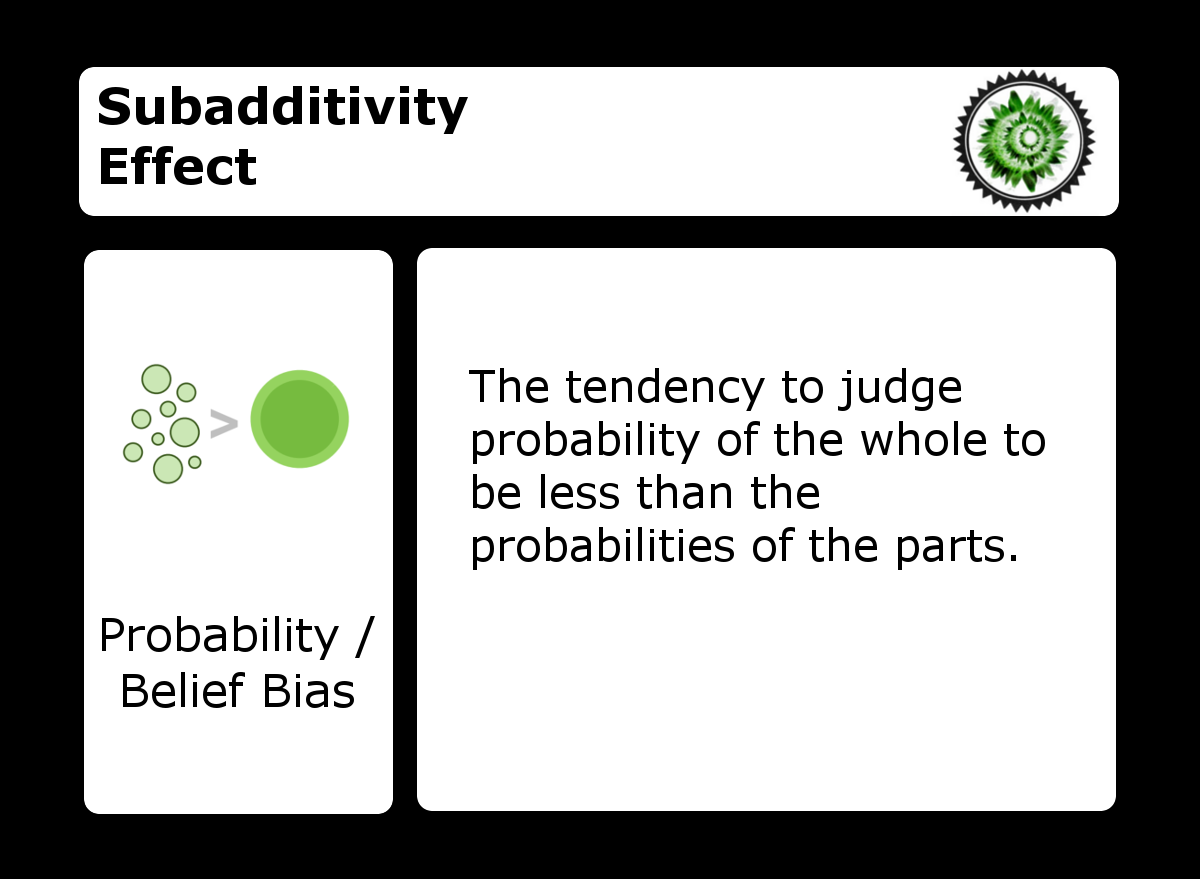 Subadditivity
Effect
>
Probability /
Belief Bias
The tendency to judge
probability of the whole to
be less than the
probabilities of the parts.